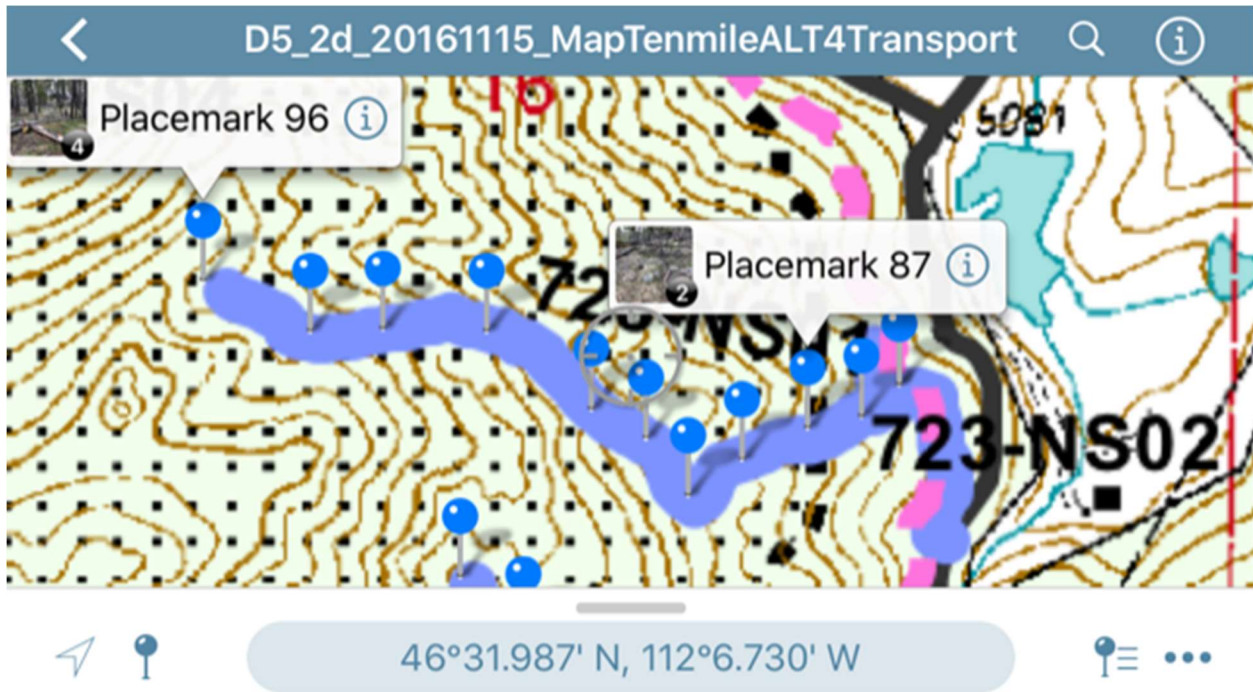 D5_2d_20161115_MapTenmileALT4Transport
16
4
Placemark 96
5081
Placemark 87
2
723-NS02
46°31.987' N, 112°6.730' W